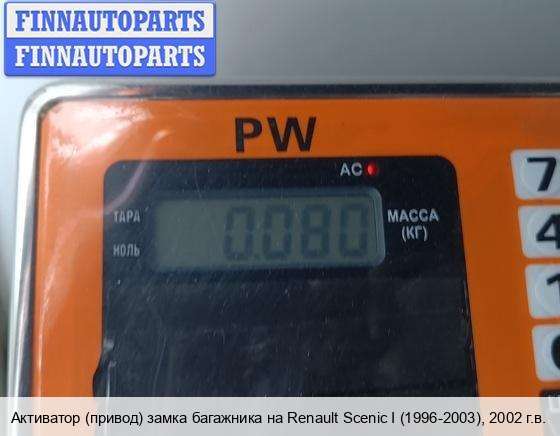 FINNAUTOPARTS
FINNAUTOPARTS
PW
AC
ТАРА
НОЛЬ
0.080
МАССА
(КГ)
7
4
1
Активатор (привод) замка багажника на Renault Scenic I (1996-2003), 2002 г.в.